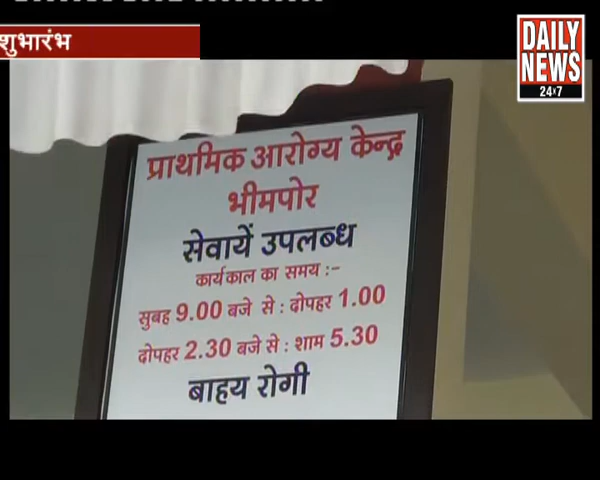 शुभारंभ
DAILY
NEWS
24x7
प्राथमिक आरोग्य केन्द्र
भीमपोर
सेवायें उपलब्ध
कार्यकाल का समय :-
सुबह 9.00 बजे से : दोपहर 1.00
दोपहर 2.30 बजे से : शाम 5.30
बाहय रोगी